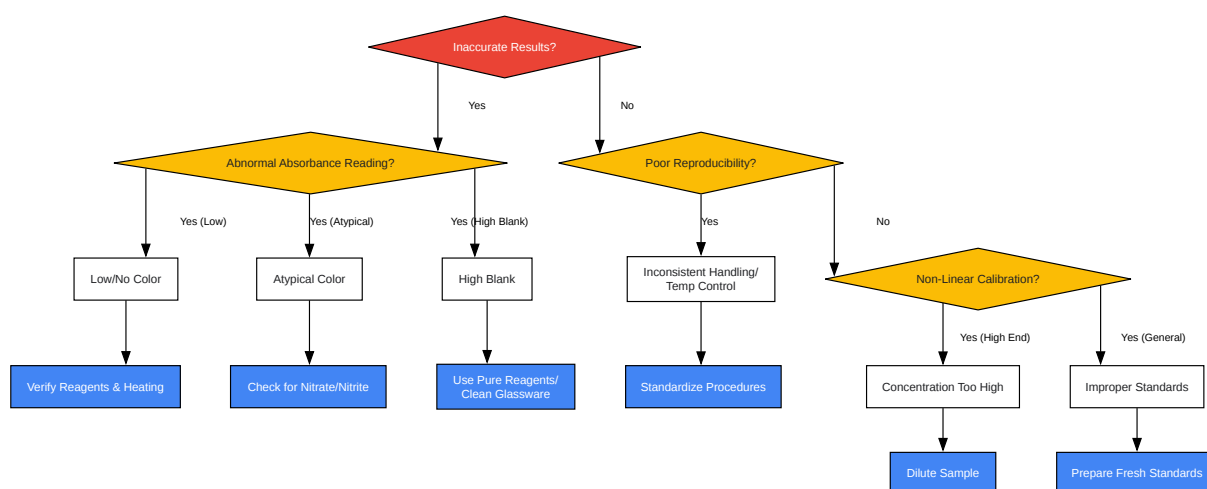 Inaccurate Results?
Yes
No
Abnormal Absorbance Reading?
Poor Reproducibility?
Yes (Low)
Yes (Atypical)
Yes (High Blank)
Yes
No
Low/No Color
Atypical Color
High Blank
Inconsistent Handling/
Temp Control
Non-Linear Calibration?
Yes (High End)
Yes (General)
Verify Reagents & Heating
Check for Nitrate/Nitrite
Use Pure Reagents/
Clean Glassware
Standardize Procedures
Concentration Too High
Improper Standards
Dilute Sample
Prepare Fresh Standards